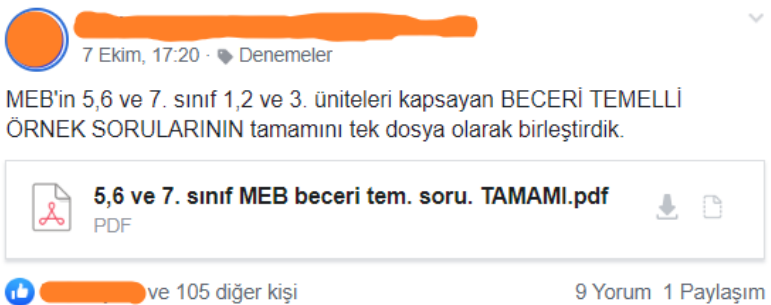 7 Ekim, 17:20 · Denemeler
MEB'in 5,6 ve 7. sınıf 1,2 ve 3. üniteleri kapsayan BECERİ TEMELLİ
ÖRNEK SORULARININ tamamını tek dosya olarak birleştirdik.
5,6 ve 7. sınıf MEB beceri tem. soru. TAMAMI.pdf
PDF
ve 105 diğer kişi
9 Yorum 1 Paylaşım